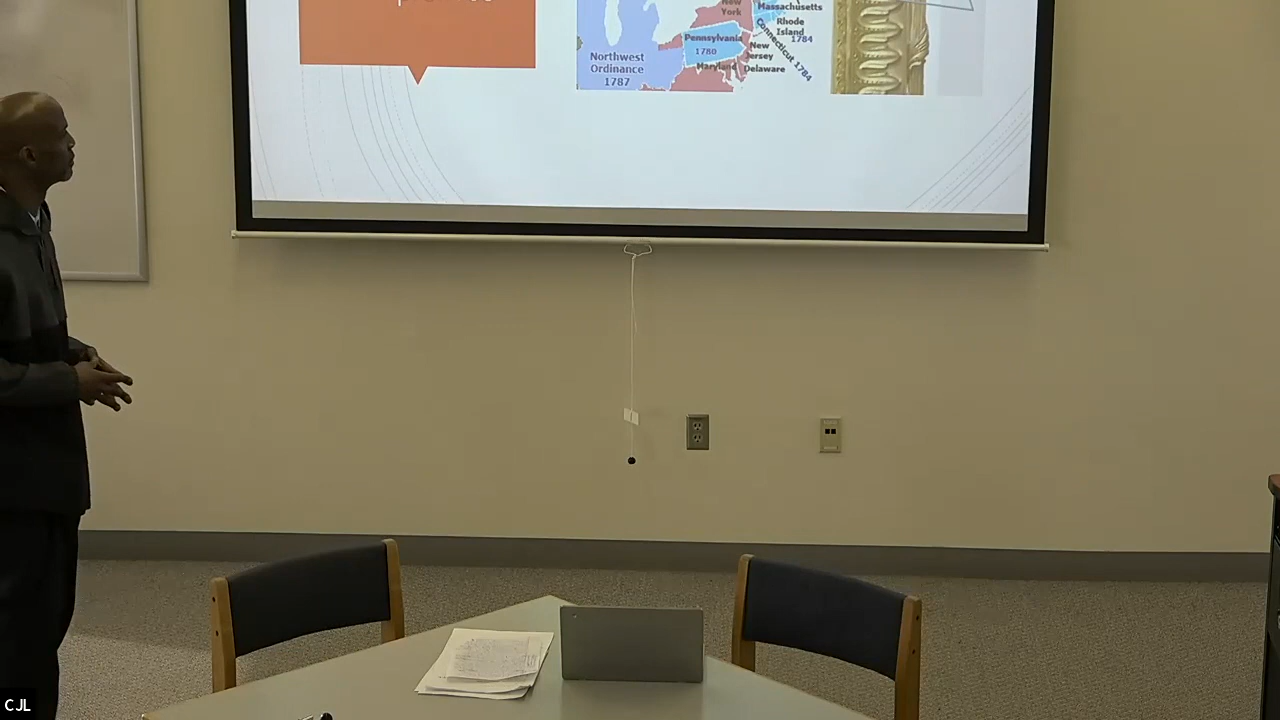 New
York
Massachusetts
Rhode
Island
1784
Connecticut 1784
Pennsylvania
1780
New
Jersey
Maryland
Delaware
Northwest
Ordinance
1787
CJL